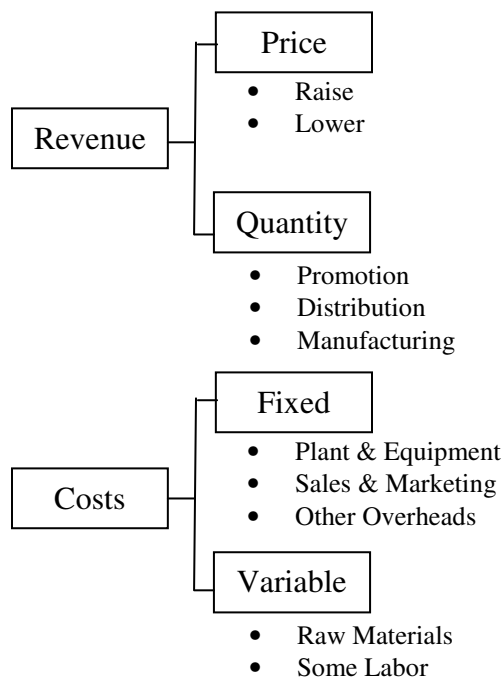 Revenue
Price
• Raise
• Lower
Quantity
• Promotion
• Distribution
• Manufacturing
Costs
Fixed
• Plant & Equipment
• Sales & Marketing
• Other Overheads
Variable
• Raw Materials
• Some Labor